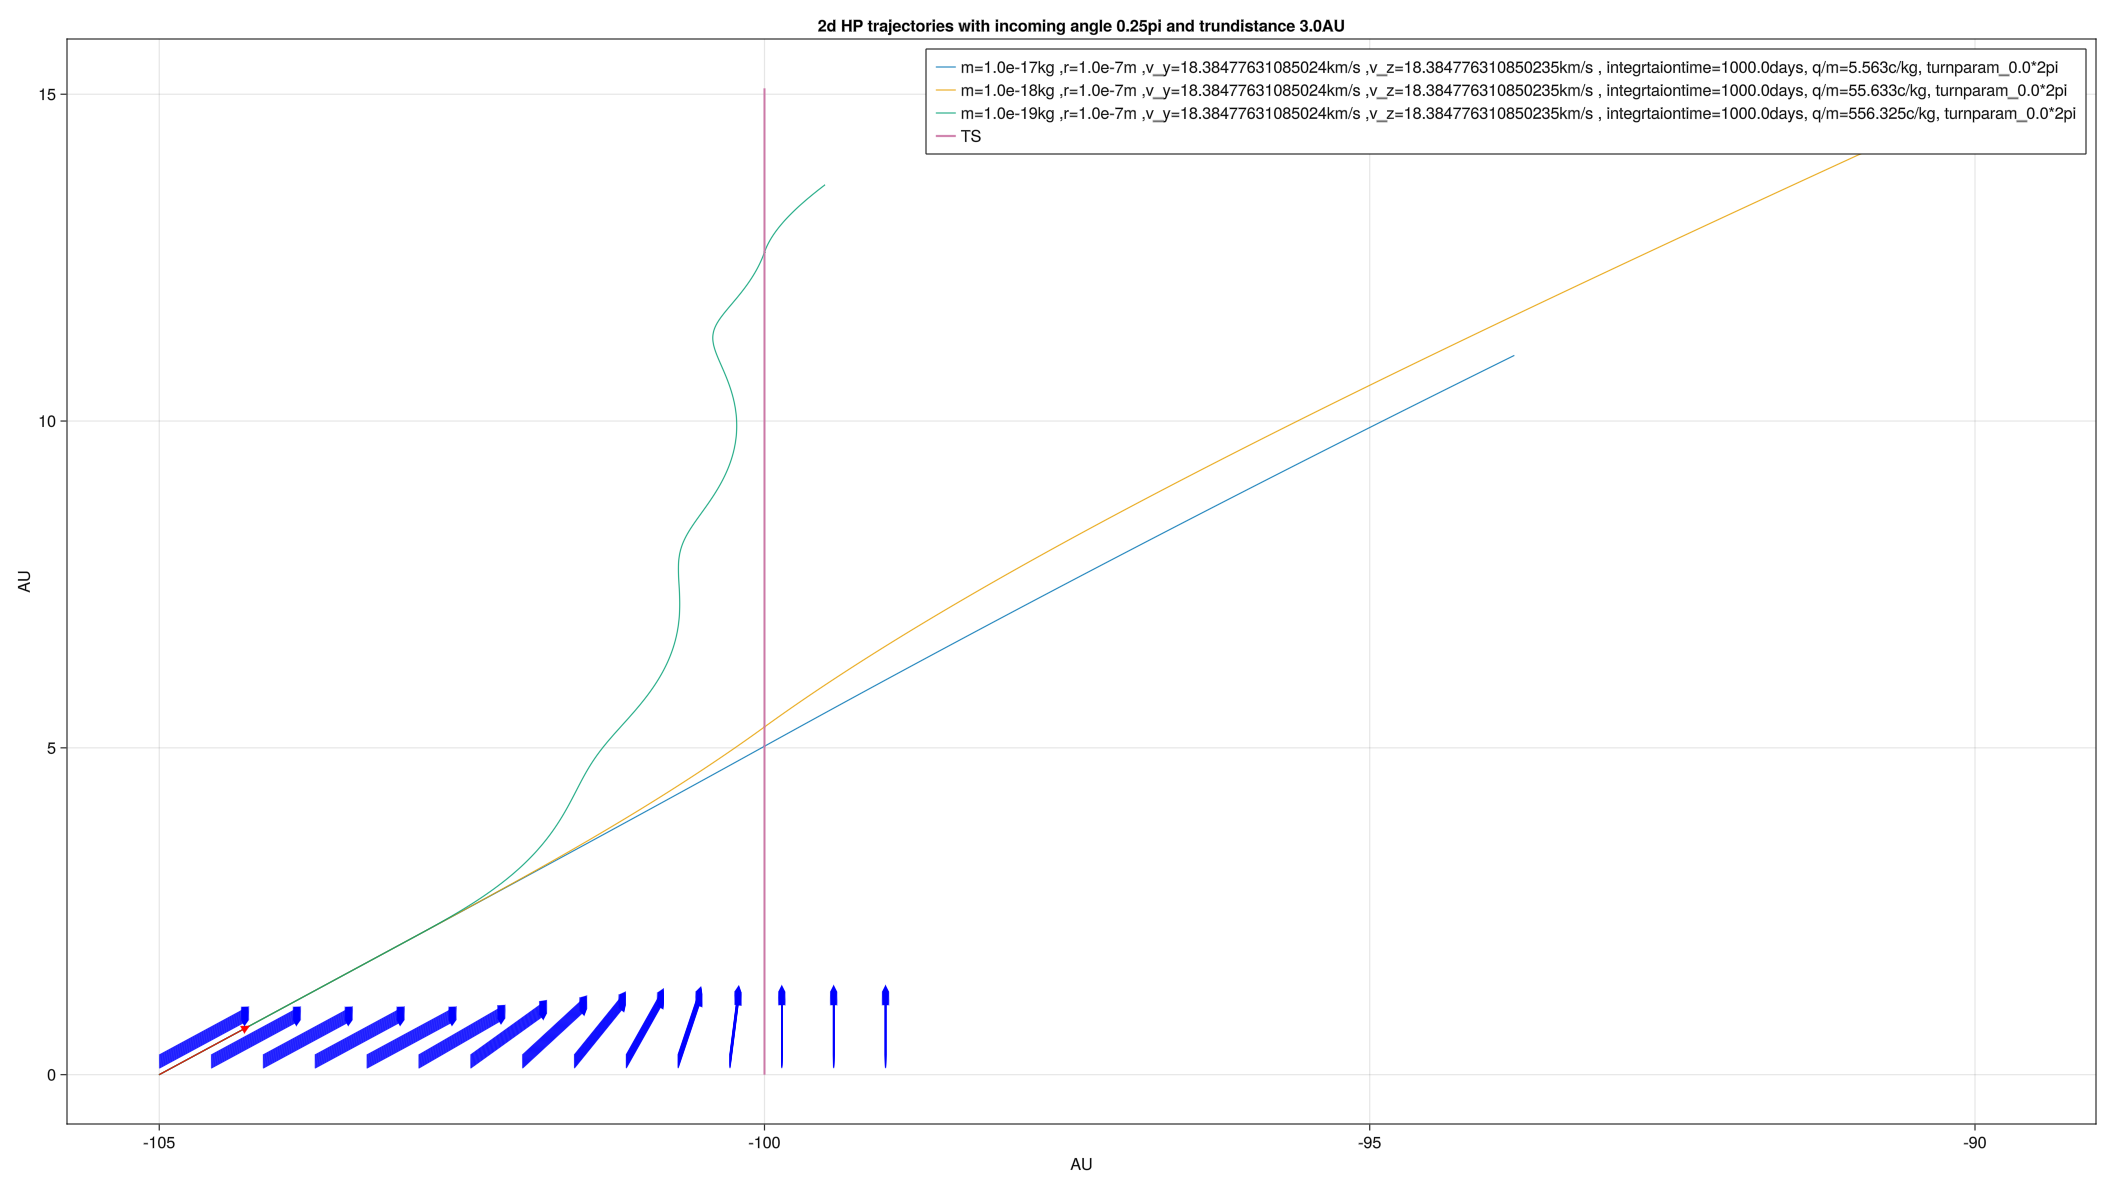 2d HP trajectories with incoming angle 0.25pi and trundistance 3.0AU
m=1.0e-17kg ,r=1.0e-7m ,v_y=18.38477631085024km/s ,v_z=18.384776310850235km/s , integrtaiontime=1000.0days, q/m=5.563c/kg, turnparam_0.0*2pi
m=1.0e-18kg ,r=1.0e-7m ,v_y=18.38477631085024km/s ,v_z=18.384776310850235km/s , integrtaiontime=1000.0days, q/m=55.633c/kg, turnparam_0.0*2pi
m=1.0e-19kg ,r=1.0e-7m ,v_y=18.38477631085024km/s ,v_z=18.384776310850235km/s , integrtaiontime=1000.0days, q/m=556.325c/kg, turnparam_0.0*2pi
TS
15
10
AU
5
0
-105
-100
-95
-90
AU